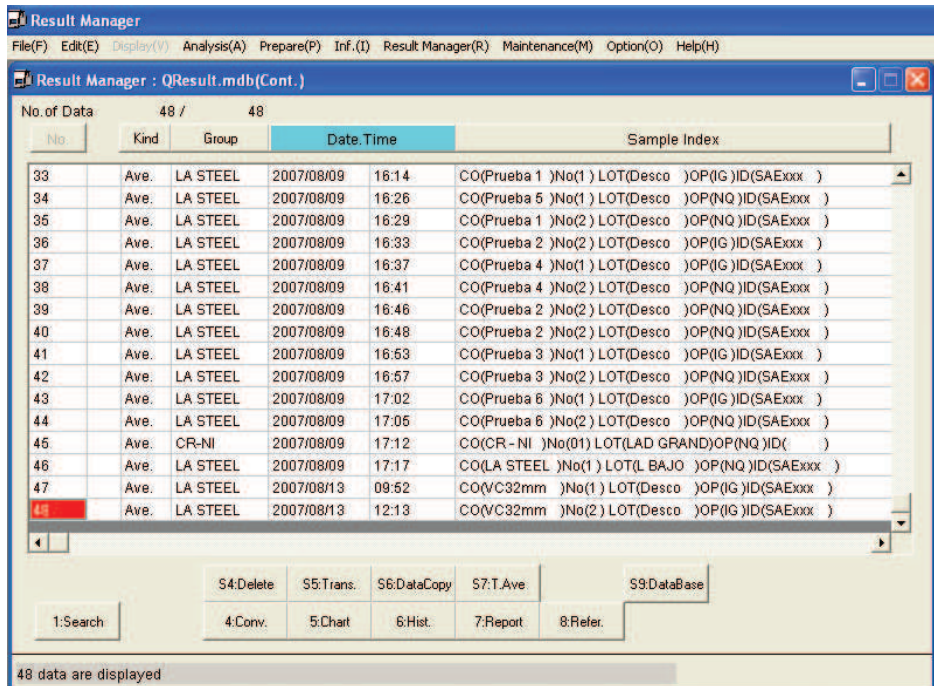 Result Manager
File(F) Edit(E) Display(V) Analysis(A) Prepare(P) Inf.(I) Result Manager(R) Maintenance(M) Option(O) Help(H)
Result Manager : QResult.mdb(Cont.)
No.of Data 48 / 48
No. Kind Group Date.Time Sample Index
33 Ave. LA STEEL 2007/08/09 16:14 CO(Prueba 1 )No(1 ) LOT(Desco )OP(IG )ID(SAExxx )
34 Ave. LA STEEL 2007/08/09 16:26 CO(Prueba 5 )No(1 ) LOT(Desco )OP(NQ )ID(SAExxx )
35 Ave. LA STEEL 2007/08/09 16:29 CO(Prueba 1 )No(2 ) LOT(Desco )OP(NQ )ID(SAExxx )
36 Ave. LA STEEL 2007/08/09 16:33 CO(Prueba 2 )No(2 ) LOT(Desco )OP(IG )ID(SAExxx )
37 Ave. LA STEEL 2007/08/09 16:37 CO(Prueba 4 )No(1 ) LOT(Desco )OP(IG )ID(SAExxx )
38 Ave. LA STEEL 2007/08/09 16:41 CO(Prueba 4 )No(2 ) LOT(Desco )OP(NQ )ID(SAExxx )
39 Ave. LA STEEL 2007/08/09 16:46 CO(Prueba 2 )No(2 ) LOT(Desco )OP(NQ )ID(SAExxx )
40 Ave. LA STEEL 2007/08/09 16:48 CO(Prueba 2 )No(2 ) LOT(Desco )OP(NQ )ID(SAExxx )
41 Ave. LA STEEL 2007/08/09 16:53 CO(Prueba 3 )No(1 ) LOT(Desco )OP(IG )ID(SAExxx )
42 Ave. LA STEEL 2007/08/09 16:57 CO(Prueba 3 )No(2 ) LOT(Desco )OP(NQ )ID(SAExxx )
43 Ave. LA STEEL 2007/08/09 17:02 CO(Prueba 6 )No(1 ) LOT(Desco )OP(IG )ID(SAExxx )
44 Ave. LA STEEL 2007/08/09 17:05 CO(Prueba 6 )No(2 ) LOT(Desco )OP(NQ )ID(SAExxx )
45 Ave. CR-NI 2007/08/09 17:12 CO(CR - NI )No(01) LOT(LAD GRAND)OP(NQ )ID( )
46 Ave. LA STEEL 2007/08/09 17:17 CO(LA STEEL )No(1 ) LOT(L BAJO )OP(NQ )ID(SAExxx )
47 Ave. LA STEEL 2007/08/13 09:52 CO(VC32mm )No(1 ) LOT(Desco )OP(IG )ID(SAExxx )
48 Ave. LA STEEL 2007/08/13 12:13 CO(VC32mm )No(2 ) LOT(Desco )OP(IG )ID(SAExxx )
S4:Delete S5:Trans. S6:DataCopy S7:T.Ave S9:DataBase
1:Search 4:Conv. 5:Chart 6:Hist. 7:Report 8:Refer.
48 data are displayed